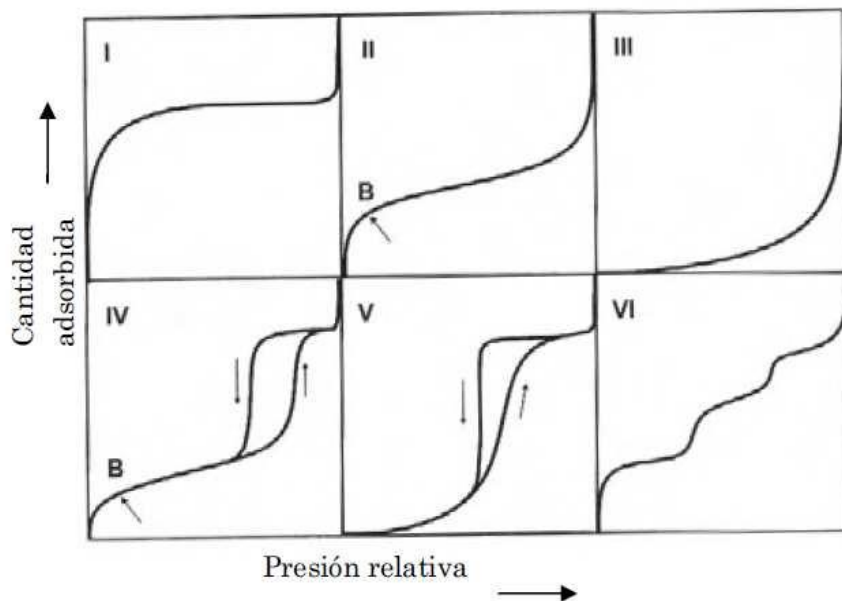 I
II
III
B
Cantidad
adsorbida
IV
V
VI
B
Presión relativa